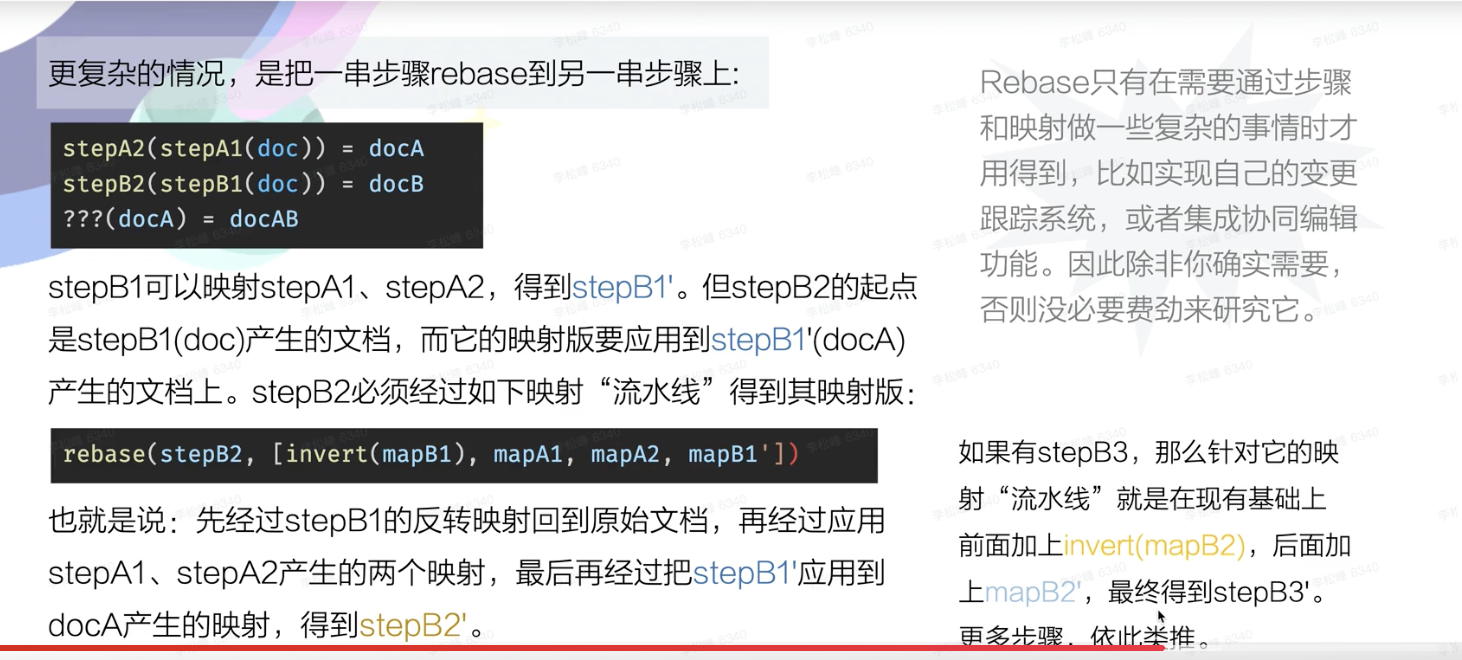 更复杂的情况，是把一串步骤rebase到另一串步骤上:
stepA2(stepA1(doc)) = docA
stepB2(stepB1(doc)) = docB
???(docA) = docAB
stepB1可以映射stepA1、stepA2，得到stepB1'。但stepB2的起点
是stepB1(doc)产生的文档，而它的映射版要应用到stepB1'(docA)
产生的文档上。stepB2必须经过如下映射“流水线”得到其映射版：
rebase(stepB2, [invert(mapB1), mapA1, mapA2, mapB1'])
也就是说：先经过stepB1的反转映射回到原始文档，再经过应用
stepA1、stepA2产生的两个映射，最后再经过把stepB1'应用到
docA产生的映射，得到stepB2'。
Rebase只有在需要通过步骤
和映射做一些复杂的事情时才
用得到，比如实现自己的变更
跟踪系统，或者集成协同编辑
功能。因此除非你确实需要，
否则没必要费劲来研究它。
如果有stepB3，那么针对它的映
射“流水线”就是在现有基础上
前面加上invert(mapB2)，后面加
上mapB2'，最终得到stepB3'。
更多步骤，依此类推。
李松峰 6340